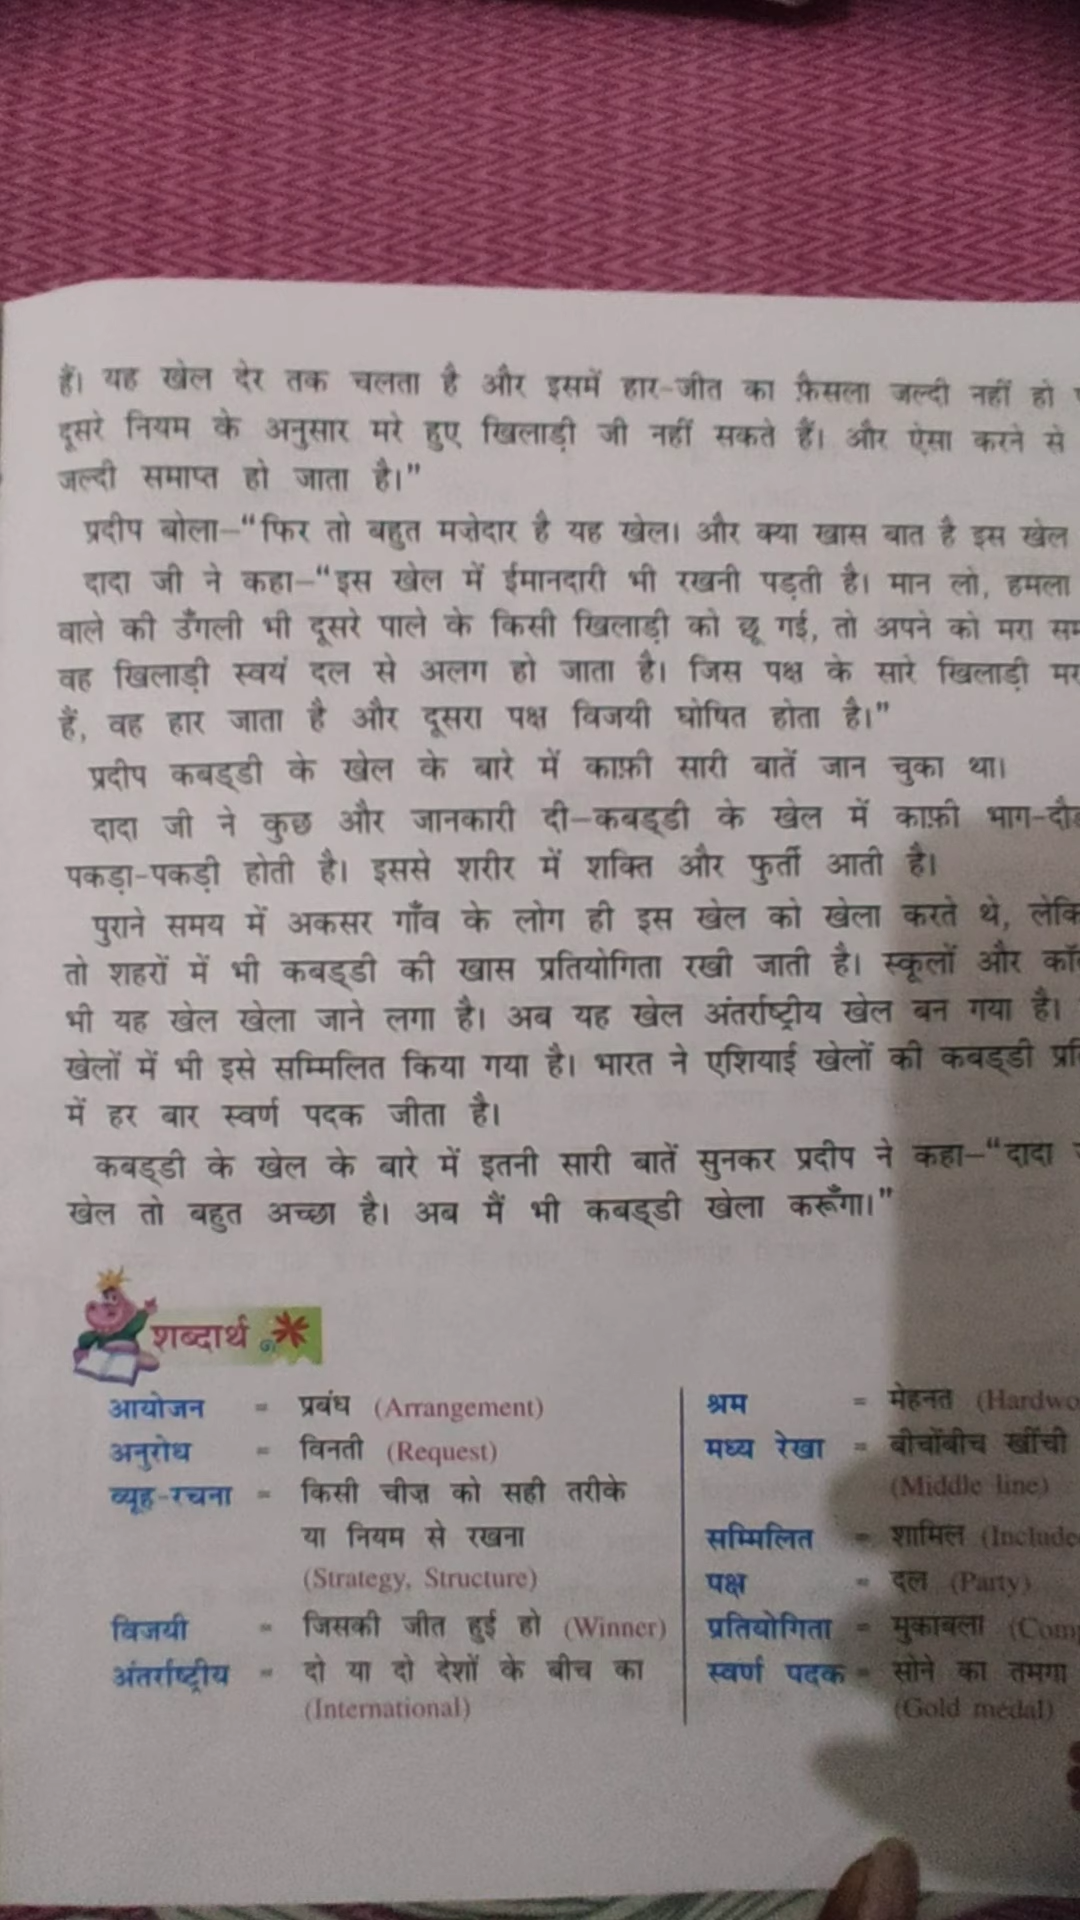 हैं। यह खेल देर तक चलता है और इसमें हार-जीत का फ़ैसला जल्दी नहीं हो
दूसरे नियम के अनुसार मरे हुए खिलाड़ी जी नहीं सकते हैं। और ऐसा करने से
जल्दी समाप्त हो जाता है।”
प्रदीप बोला–“फिर तो बहुत मज़ेदार है यह खेल। और क्या खास बात है इस खेल
दादा जी ने कहा–“इस खेल में ईमानदारी भी रखनी पड़ती है। मान लो, हमला
वाले की उँगली भी दूसरे पाले के किसी खिलाड़ी को छू गई, तो अपने को मरा
वह खिलाड़ी स्वयं दल से अलग हो जाता है। जिस पक्ष के सारे खिलाड़ी मर
हैं, वह हार जाता है और दूसरा पक्ष विजयी घोषित होता है।”
प्रदीप कबड्डी के खेल के बारे में काफ़ी सारी बातें जान चुका था।
दादा जी ने कुछ और जानकारी दी–कबड्डी के खेल में काफ़ी
पकड़ा-पकड़ी होती है। इससे शरीर में शक्ति और फुर्ती आती है।
पुराने समय में अकसर गाँव के लोग ही इस खेल को खेला करते थे,
तो शहरों में भी कबड्डी की खास प्रतियोगिता रखी जाती है। स्कूलों और
भी यह खेल खेला जाने लगा है। अब यह खेल अंतर्राष्ट्रीय खेल बन गया है।
खेलों में भी इसे सम्मिलित किया गया है। भारत ने एशियाई खेलों की कबड्डी
में हर बार स्वर्ण पदक जीता है।
कबड्डी के खेल के बारे में इतनी सारी बातें सुनकर प्रदीप ने कहा–“दादा
खेल तो बहुत अच्छा है। अब मैं भी कबड्डी खेला करूँगा।”
शब्दार्थ
आयोजन = प्रबंध (Arrangement)
अनुरोध = विनती (Request)
व्यूह-रचना = किसी चीज़ को सही तरीके
या नियम से रखना
(Strategy, Structure)
विजयी = जिसकी जीत हुई हो (Winner)
अंतर्राष्ट्रीय = दो या दो देशों के बीच का
(International)
श्रम = मेहनत
मध्य रेखा = बीचोंबीच खींची
(Middle line)
सम्मिलित = शामिल
पक्ष = दल (Party)
प्रतियोगिता = मुकाबला
स्वर्ण पदक = सोने का तमगा
(Gold medal)